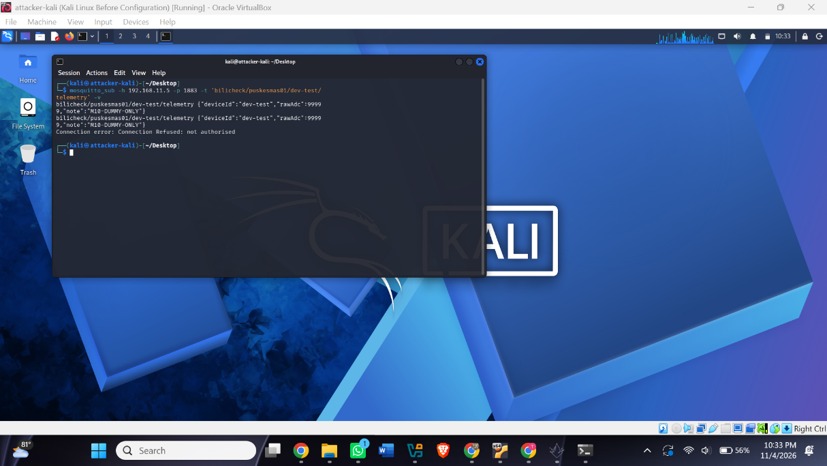 attacker-kali (Kali Linux Before Configuration) [Running] - Oracle VirtualBox
File Machine View Input Devices Help
1 2 3 4
10:33
kali@attacker-kali: ~/Desktop
Session Actions Edit View Help
(kali㉿attacker-kali)-[~/Desktop]
$ mosquitto_sub -h 192.168.11.5 -p 1883 -t 'bilicheck/puskesmas01/dev-test/
telemetry' -v
bilicheck/puskesmas01/dev-test/telemetry {"deviceId":"dev-test","rawAdc":9999
9,"note":"M10-DUMMY-ONLY"}
bilicheck/puskesmas01/dev-test/telemetry {"deviceId":"dev-test","rawAdc":9999
9,"note":"M10-DUMMY-ONLY"}
Connection error: Connection Refused: not authorised.
(kali㉿attacker-kali)-[~/Desktop]
$
Home
File System
Trash
KALI
Right Ctrl
81°
Search
1
56%
10:33 PM
11/4/2026